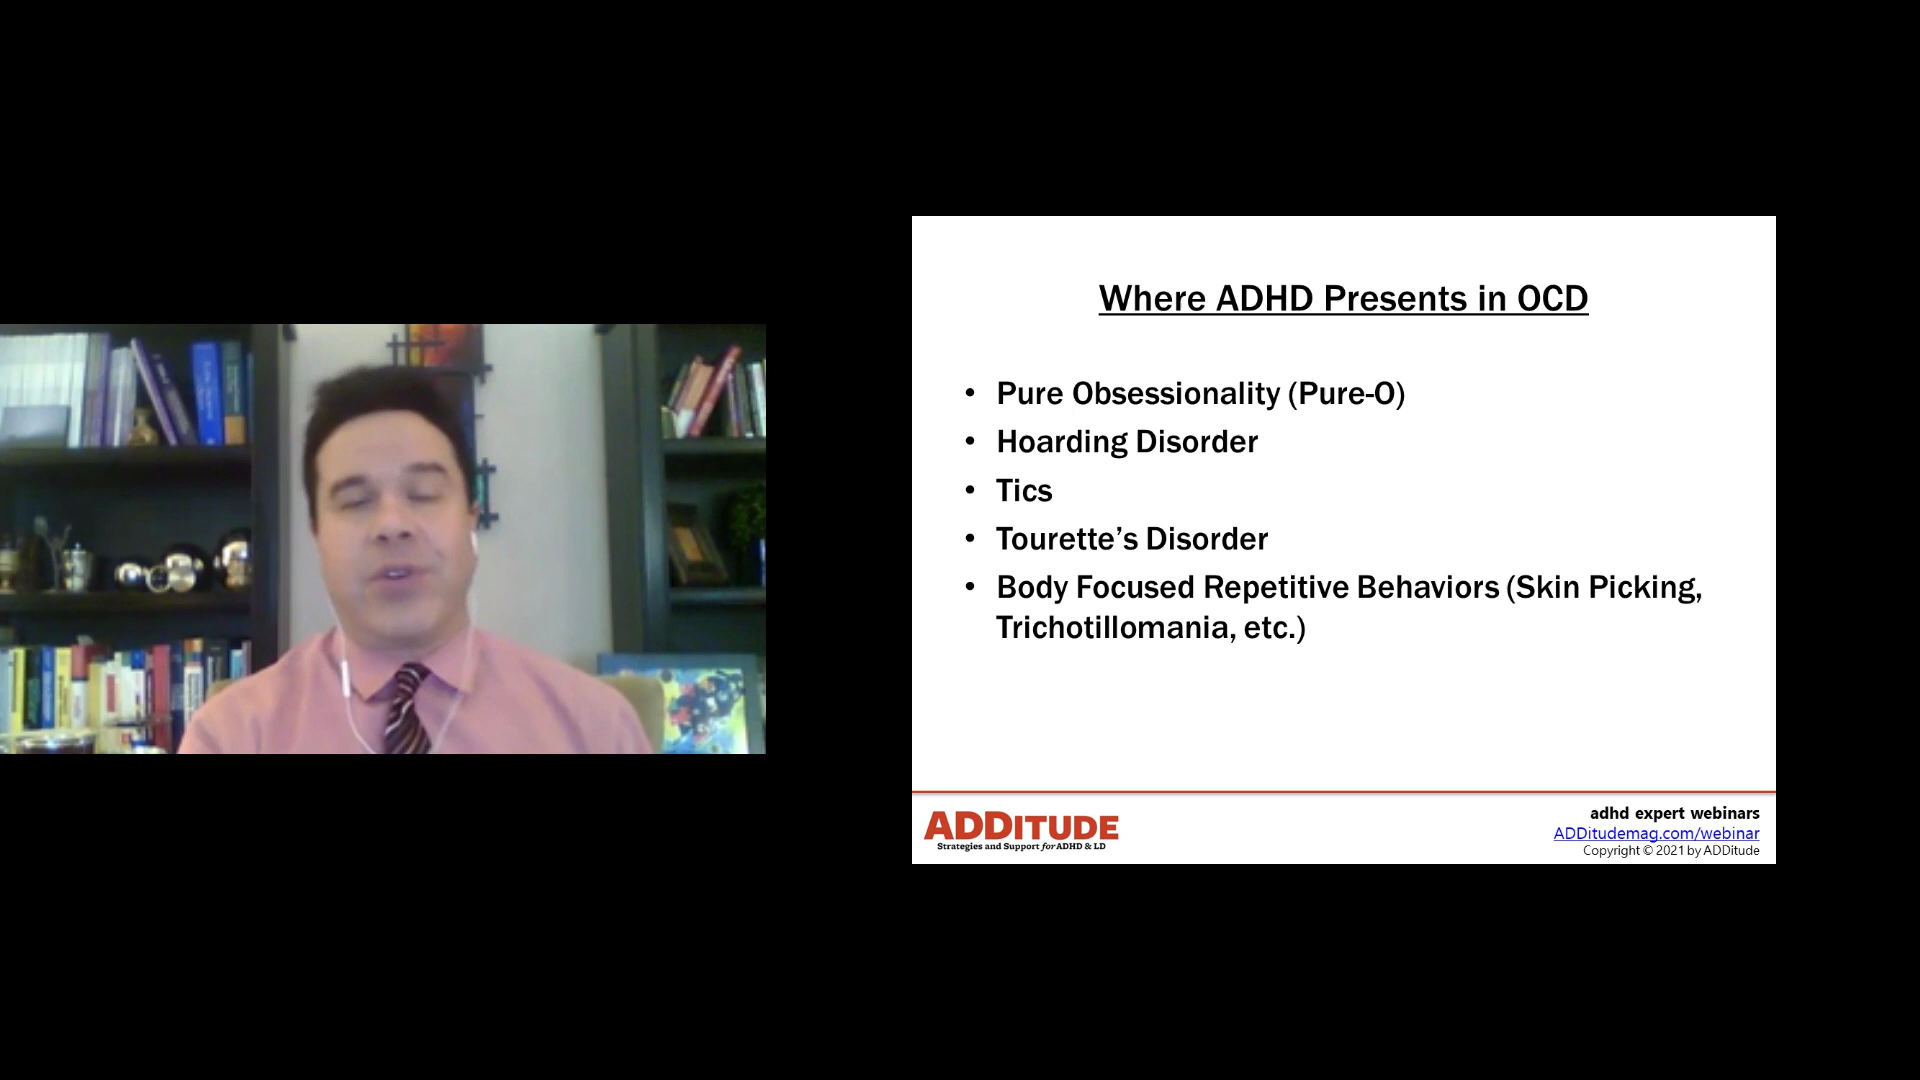 Where ADHD Presents in OCD
• Pure Obsessionality (Pure-O)
• Hoarding Disorder
• Tics
• Tourette’s Disorder
• Body Focused Repetitive Behaviors (Skin Picking,
Trichotillomania, etc.)
ADDITUDE
Strategies and Support for ADHD & LD
adhd expert webinars
ADDitudemag.com/webinar
Copyright © 2021 by ADDitude